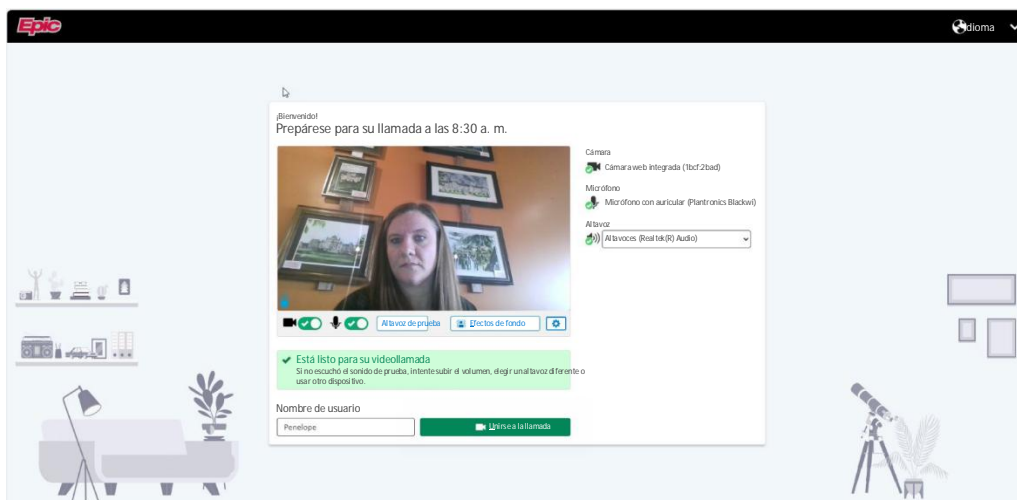 Epic
Idioma
¡Bienvenido!
Prepárese para su llamada a las 8:30 a. m.
Cámara
Cámara web integrada (1bcf:2bad)
Micrófono
Micrófono con auricular (Plantronics Blackwi)
Altavoz
Altavoces (Realtek(R) Audio)
Altavoz de prueba
Efectos de fondo
Está listo para su videollamada
Si no escuchó el sonido de prueba, intente subir el volumen, elegir un altavoz diferente o
usar otro dispositivo.
Nombre de usuario
Penelope
Unirse a la llamada